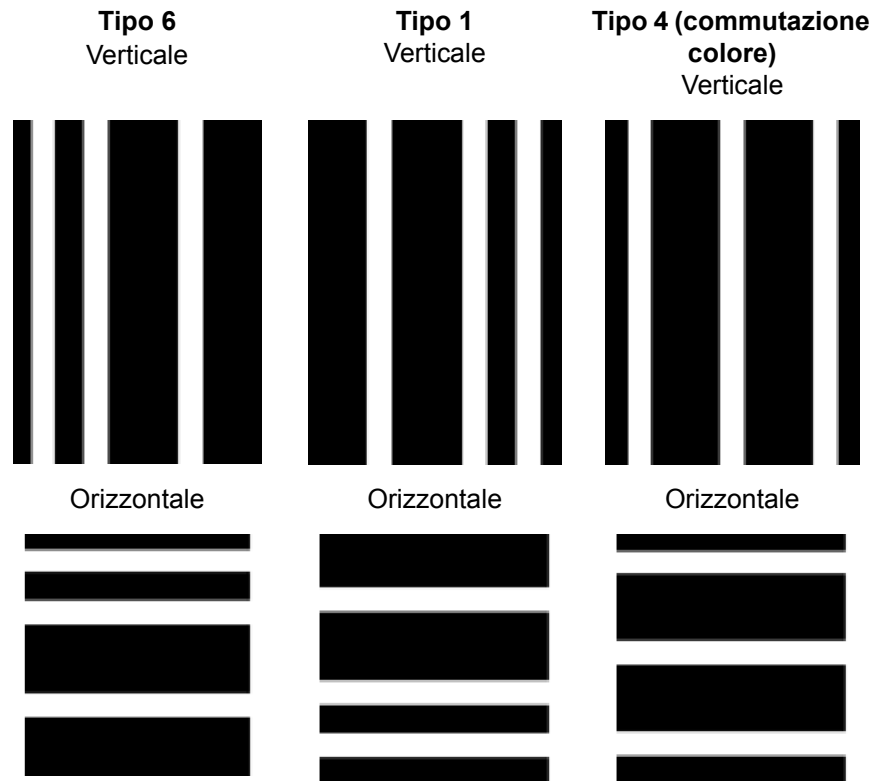 Tipo 6
Verticale
Tipo 1
Verticale
Tipo 4 (commutazione
colore)
Verticale
Orizzontale
Orizzontale
Orizzontale